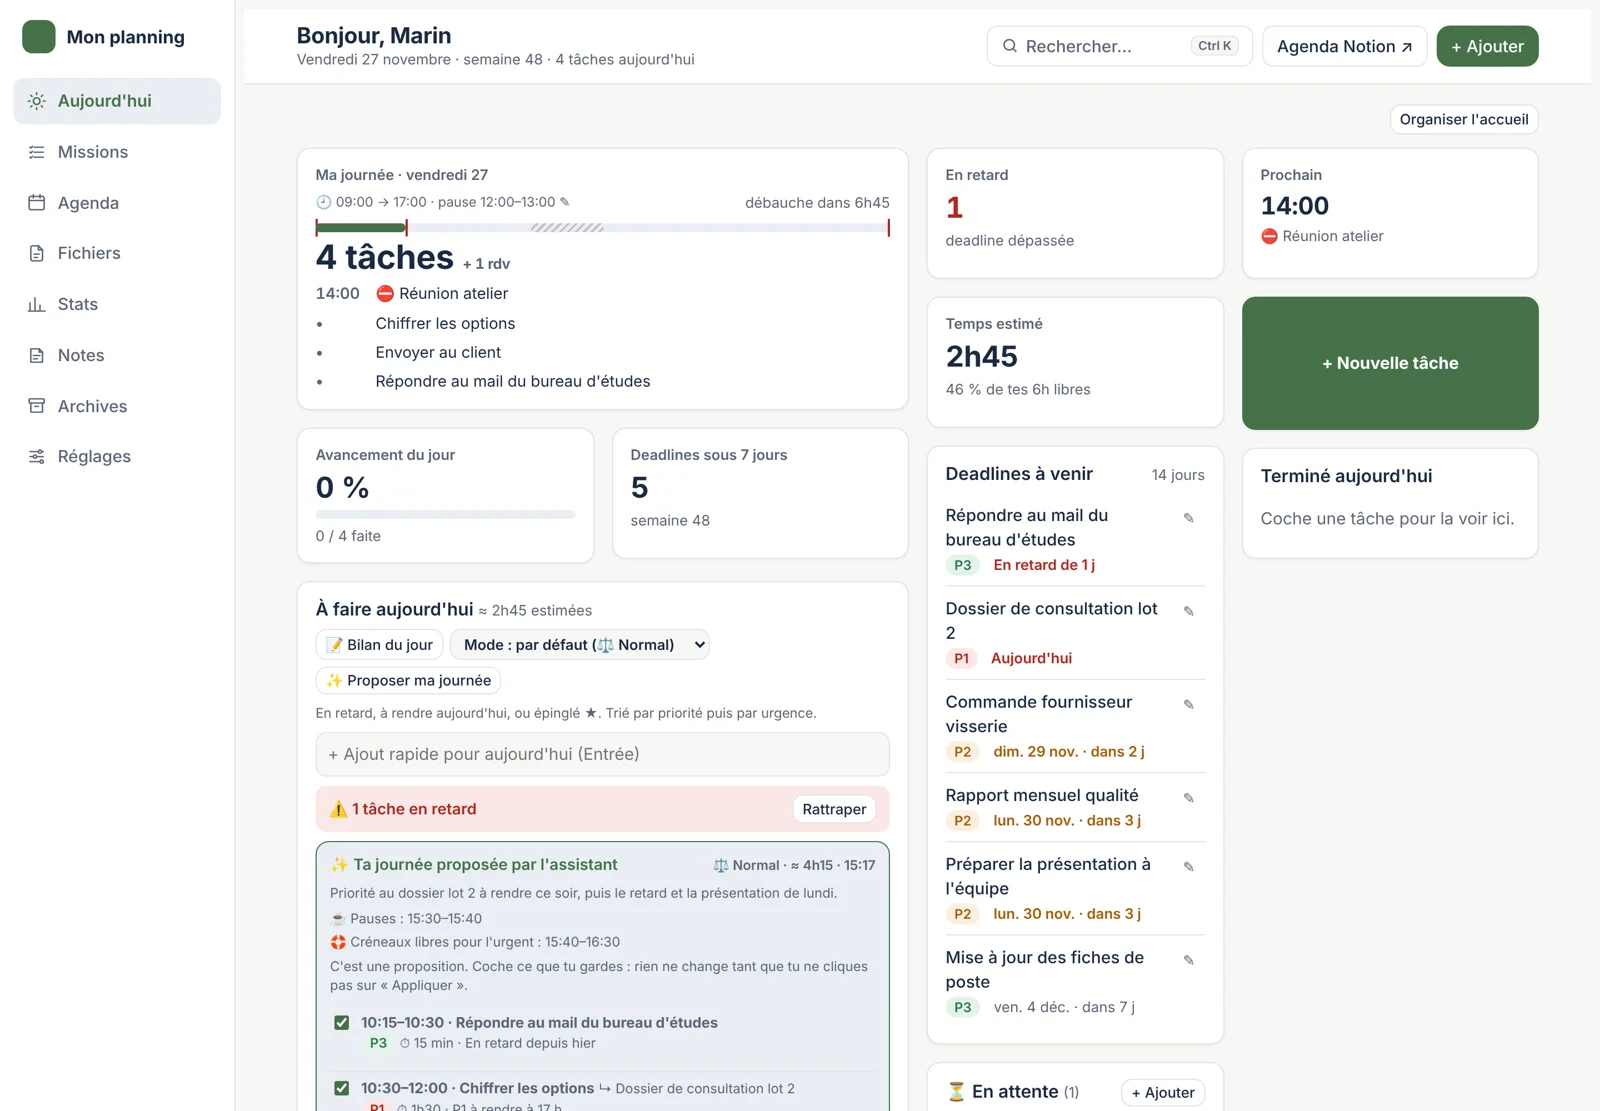 Mon planning
Aujourd'hui
Missions
Agenda
Fichiers
Stats
Notes
Archives
Réglages
Bonjour, Marin
Vendredi 27 novembre · semaine 48 · 4 tâches aujourd'hui
Rechercher... Ctrl K
Agenda Notion ↗
+ Ajouter
Organiser l'accueil
Ma journée · vendredi 27
🕘 09:00 → 17:00 · pause 12:00–13:00 ✎
débauche dans 6h45
4 tâches + 1 rdv
14:00 ⛔ Réunion atelier
• Chiffrer les options
• Envoyer au client
• Répondre au mail du bureau d'études
Avancement du jour
0 %
0 / 4 faite
Deadlines sous 7 jours
5
semaine 48
À faire aujourd'hui ≈ 2h45 estimées
📝 Bilan du jour
Mode : par défaut (⚖️ Normal)
✨ Proposer ma journée
En retard, à rendre aujourd'hui, ou épinglé ★. Trié par priorité puis par urgence.
+ Ajout rapide pour aujourd'hui (Entrée)
⚠️ 1 tâche en retard
Rattraper
✨ Ta journée proposée par l'assistant
⚖️ Normal · ≈ 4h15 · 15:17
Priorité au dossier lot 2 à rendre ce soir, puis le retard et la présentation de lundi.
☕ Pauses : 15:30–15:40
🛟 Créneaux libres pour l'urgent : 15:40–16:30
C'est une proposition. Coche ce que tu gardes : rien ne change tant que tu ne cliques
pas sur « Appliquer ».
10:15–10:30 · Répondre au mail du bureau d'études
P3 ⏱ 15 min · En retard depuis hier
10:30–12:00 · Chiffrer les options ↳ Dossier de consultation lot 2
P1 ⏱ 1h30 · P1 à rendre à 17 h
En retard
1
deadline dépassée
Prochain
14:00
⛔ Réunion atelier
Temps estimé
2h45
46 % de tes 6h libres
+ Nouvelle tâche
Deadlines à venir
14 jours
Répondre au mail du
bureau d'études
✎
P3 En retard de 1 j
Dossier de consultation lot
2
✎
P1 Aujourd'hui
Commande fournisseur
visserie
✎
P2 dim. 29 nov. · dans 2 j
Rapport mensuel qualité
✎
P2 lun. 30 nov. · dans 3 j
Préparer la présentation à
l'équipe
✎
P2 lun. 30 nov. · dans 3 j
Mise à jour des fiches de
poste
✎
P3 ven. 4 déc. · dans 7 j
⏳ En attente (1)
+ Ajouter
Terminé aujourd'hui
Coche une tâche pour la voir ici.